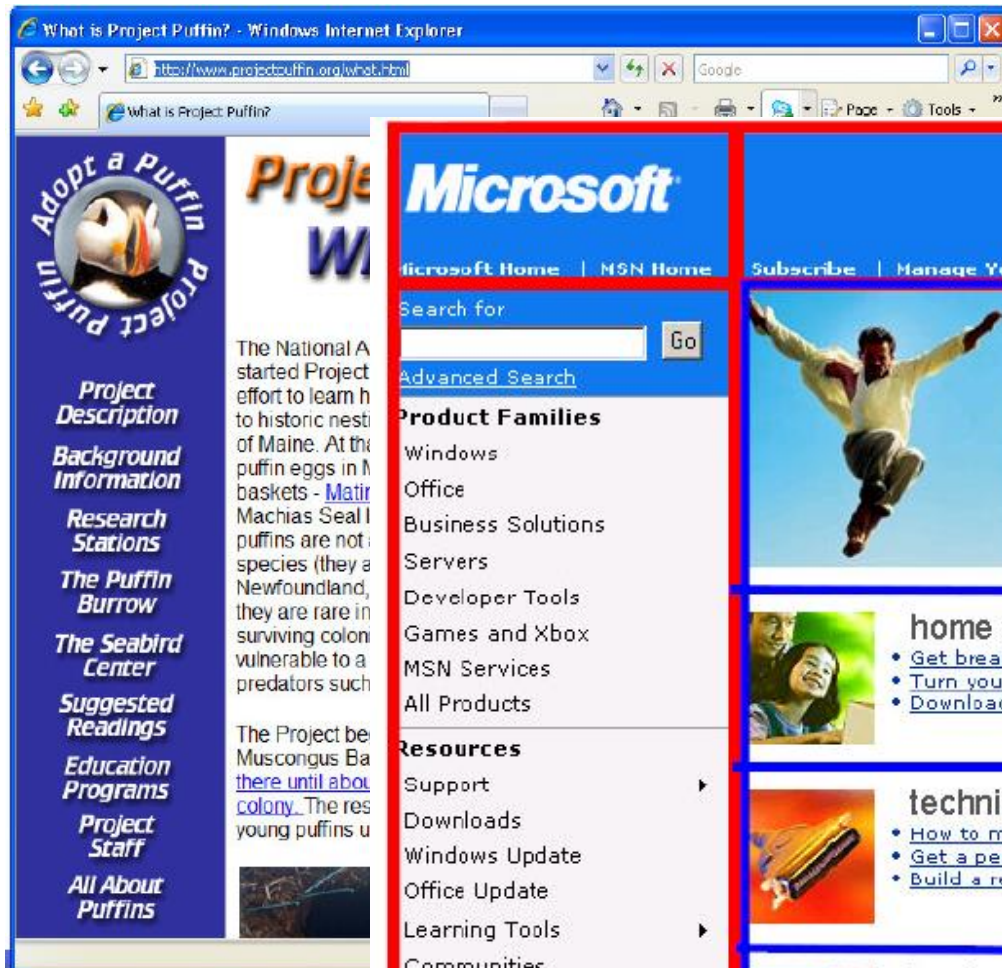 What is Project Puffin? - Windows Internet Explorer
http://www.projectpuffin.org/what.html
Google
What is Project Puffin?
Page
Tools
Adopt a Puffin
Project Puffin
Project
Description
Background
Information
Research
Stations
The Puffin
Burrow
The Seabird
Center
Suggested
Readings
Education
Programs
Project
Staff
All About
Puffins
Proje
W
The National A
started Project
effort to learn h
to historic nesti
of Maine. At tha
puffin eggs in M
baskets - Matin
Machias Seal I
puffins are not
species (they a
Newfoundland,
they are rare in
surviving coloni
vulnerable to a
predators such
The Project be
Muscongus Ba
there until abou
colony. The res
young puffins u
Microsoft
Microsoft Home | MSN Home
Subscribe | Manage Yo
Search for
Go
Advanced Search
Product Families
Windows
Office
Business Solutions
Servers
Developer Tools
Games and Xbox
MSN Services
All Products
Resources
Support
Downloads
Windows Update
Office Update
Learning Tools
Communities
home
• Get brea
• Turn you
• Download
techni
• How to m
• Get a pe
• Build a re